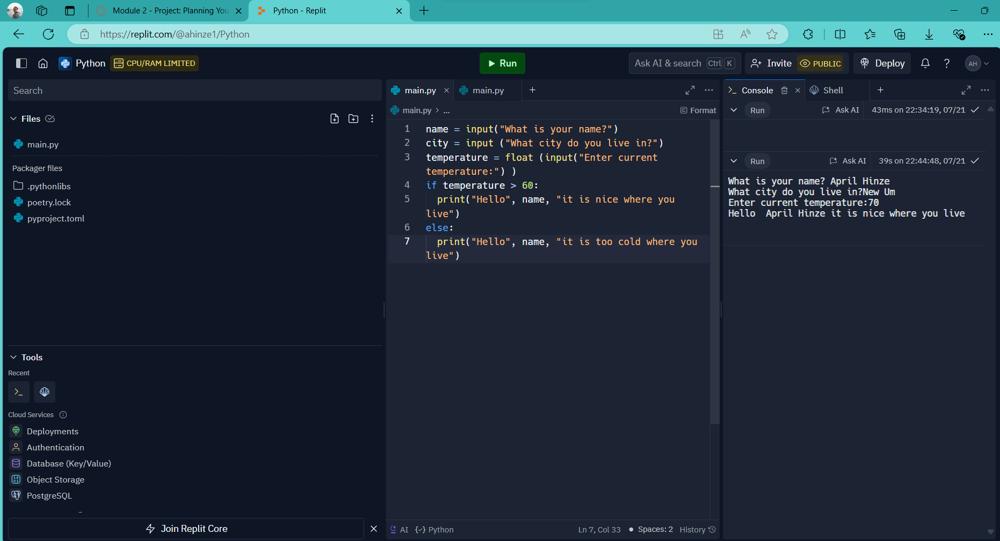 Module 2 - Project: Planning You
Python - Replit
https://replit.com/@ahinze1/Python
Python
CPU/RAM LIMITED
Run
Ask AI & search Ctrl K
Invite
PUBLIC
Deploy
AH
Search
Files
main.py
Packager files
.pythonlibs
poetry.lock
pyproject.toml
Tools
Recent
Cloud Services
Deployments
Authentication
Database (Key/Value)
Object Storage
PostgreSQL
Join Replit Core
main.py
main.py
main.py > ...
Format
1 name = input("What is your name?")
2 city = input ("What city do you live in?")
3 temperature = float (input("Enter current
temperature:") )
4 if temperature > 60:
5 print("Hello", name, "it is nice where you
live")
6 else:
7 print("Hello", name, "it is too cold where you
live")
AI
Python
Ln 7, Col 33
Spaces: 2
History
Console
Shell
Run
Ask AI
43ms on 22:34:19, 07/21
Run
Ask AI
39s on 22:44:48, 07/21
What is your name? April Hinze
What city do you live in?New Um
Enter current temperature:70
Hello  April Hinze it is nice where you live